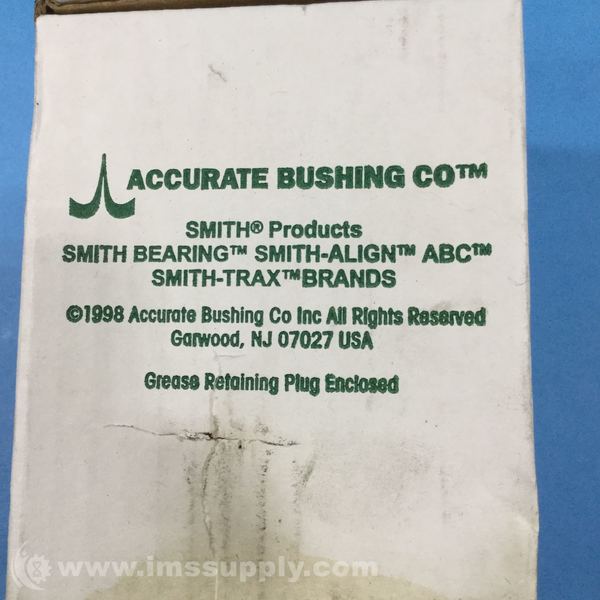 ACCURATE BUSHING CO™
SMITH® Products
SMITH BEARING™ SMITH-ALIGN™ ABC™
SMITH-TRAX™BRANDS
©1998 Accurate Bushing Co Inc All Rights Reserved
Garwood, NJ 07027 USA
Grease Retaining Plug Enclosed
www.imssupply.com